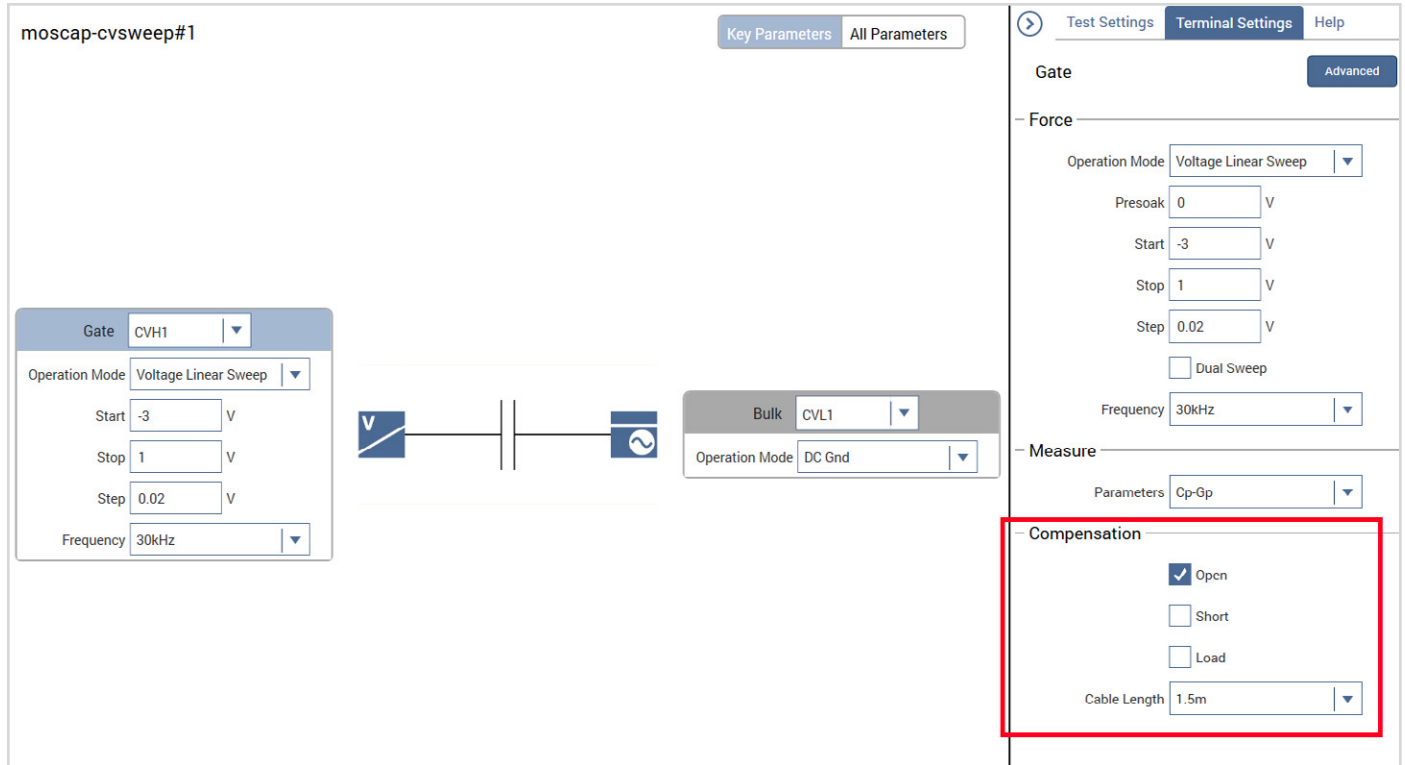 moscap-cvsweep#1
Key Parameters All Parameters
Gate CVH1
Operation Mode Voltage Linear Sweep
Start -3 V
Stop 1 V
Step 0.02 V
Frequency 30kHz
V
Bulk CVL1
Operation Mode DC Gnd
Test Settings Terminal Settings Help
Gate Advanced
Force
Operation Mode Voltage Linear Sweep
Presoak 0 V
Start -3 V
Stop 1 V
Step 0.02 V
Dual Sweep
Frequency 30kHz
Measure
Parameters Cp-Gp
Compensation
Open
Short
Load
Cable Length 1.5m